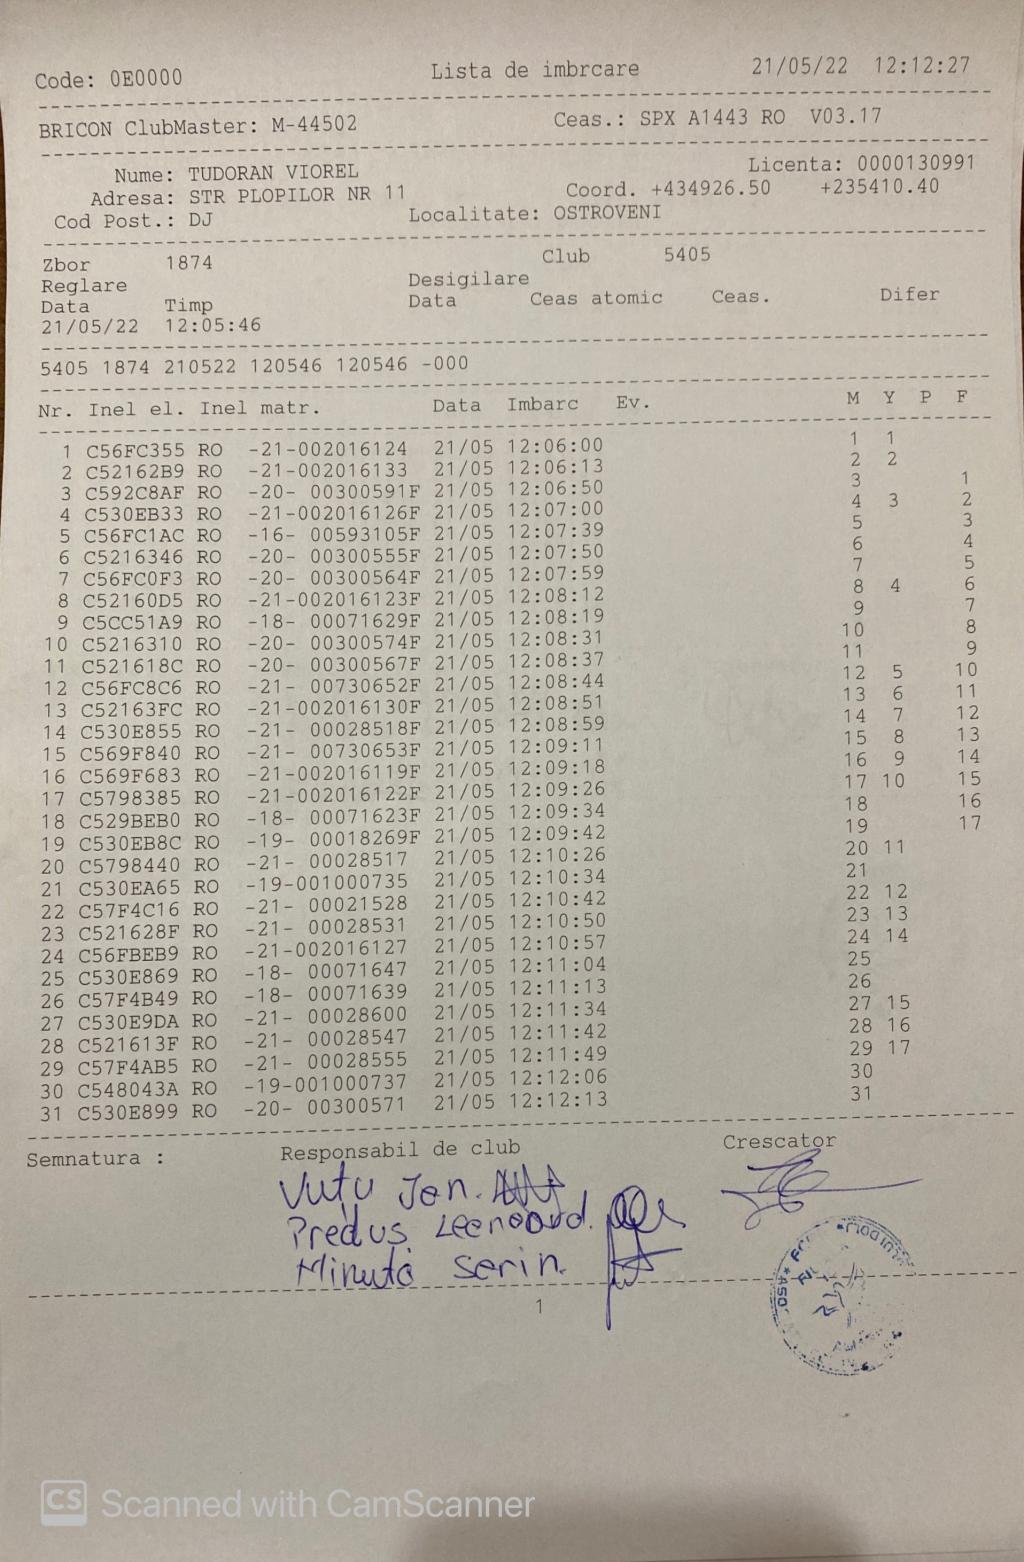 Code: 0E0000 Lista de imbrcare 21/05/22 12:12:27
BRICON ClubMaster: M-44502 Ceas.: SPX A1443 RO V03.17
Nume: TUDORAN VIOREL Licenta: 0000130991
Adresa: STR PLOPILOR NR 11 Coord. +434926.50 +235410.40
Cod Post.: DJ Localitate: OSTROVENI
Zbor 1874 Club 5405
Reglare Desigilare
Data Timp Data Ceas atomic Ceas. Difer
21/05/22 12:05:46
5405 1874 210522 120546 120546 -000
Nr. Inel el. Inel matr. Data Imbarc Ev. M Y P F
1 C56FC355 RO -21-002016124 21/05 12:06:00 1 1
2 C52162B9 RO -21-002016133 21/05 12:06:13 2 2
3 C592C8AF RO -20- 00300591F 21/05 12:06:50 3 1
4 C530EB33 RO -21-002016126F 21/05 12:07:00 4 3 2
5 C56FC1AC RO -16- 00593105F 21/05 12:07:39 5 3
6 C5216346 RO -20- 00300555F 21/05 12:07:50 6 4
7 C56FC0F3 RO -20- 00300564F 21/05 12:07:59 7 5
8 C52160D5 RO -21-002016123F 21/05 12:08:12 8 4 6
9 C5CC51A9 RO -18- 00071629F 21/05 12:08:19 9 7
10 C5216310 RO -20- 00300574F 21/05 12:08:31 10 8
11 C521618C RO -20- 00300567F 21/05 12:08:37 11 9
12 C56FC8C6 RO -21- 00730652F 21/05 12:08:44 12 5 10
13 C52163FC RO -21-002016130F 21/05 12:08:51 13 6 11
14 C530E855 RO -21- 00028518F 21/05 12:08:59 14 7 12
15 C569F840 RO -21- 00730653F 21/05 12:09:11 15 8 13
16 C569F683 RO -21-002016119F 21/05 12:09:18 16 9 14
17 C5798385 RO -21-002016122F 21/05 12:09:26 17 10 15
18 C529BEB0 RO -18- 00071623F 21/05 12:09:34 18 16
19 C530EB8C RO -19- 00018269F 21/05 12:09:42 19 17
20 C5798440 RO -21- 00028517 21/05 12:10:26 20 11
21 C530EA65 RO -19-001000735 21/05 12:10:34 21
22 C57F4C16 RO -21- 00021528 21/05 12:10:42 22 12
23 C521628F RO -21- 00028531 21/05 12:10:50 23 13
24 C56FBEB9 RO -21-002016127 21/05 12:10:57 24 14
25 C530E869 RO -18- 00071647 21/05 12:11:04 25
26 C57F4B49 RO -18- 00071639 21/05 12:11:13 26
27 C530E9DA RO -21- 00028600 21/05 12:11:34 27 15
28 C521613F RO -21- 00028547 21/05 12:11:42 28 16
29 C57F4AB5 RO -21- 00028555 21/05 12:11:49 29 17
30 C548043A RO -19-001000737 21/05 12:12:06 30
31 C530E899 RO -20- 00300571 21/05 12:12:13 31
Semnatura : Responsabil de club Crescator
Vutu Ion.
Predus Leenoard.
Minuta Serin.
1
CS Scanned with CamScanner